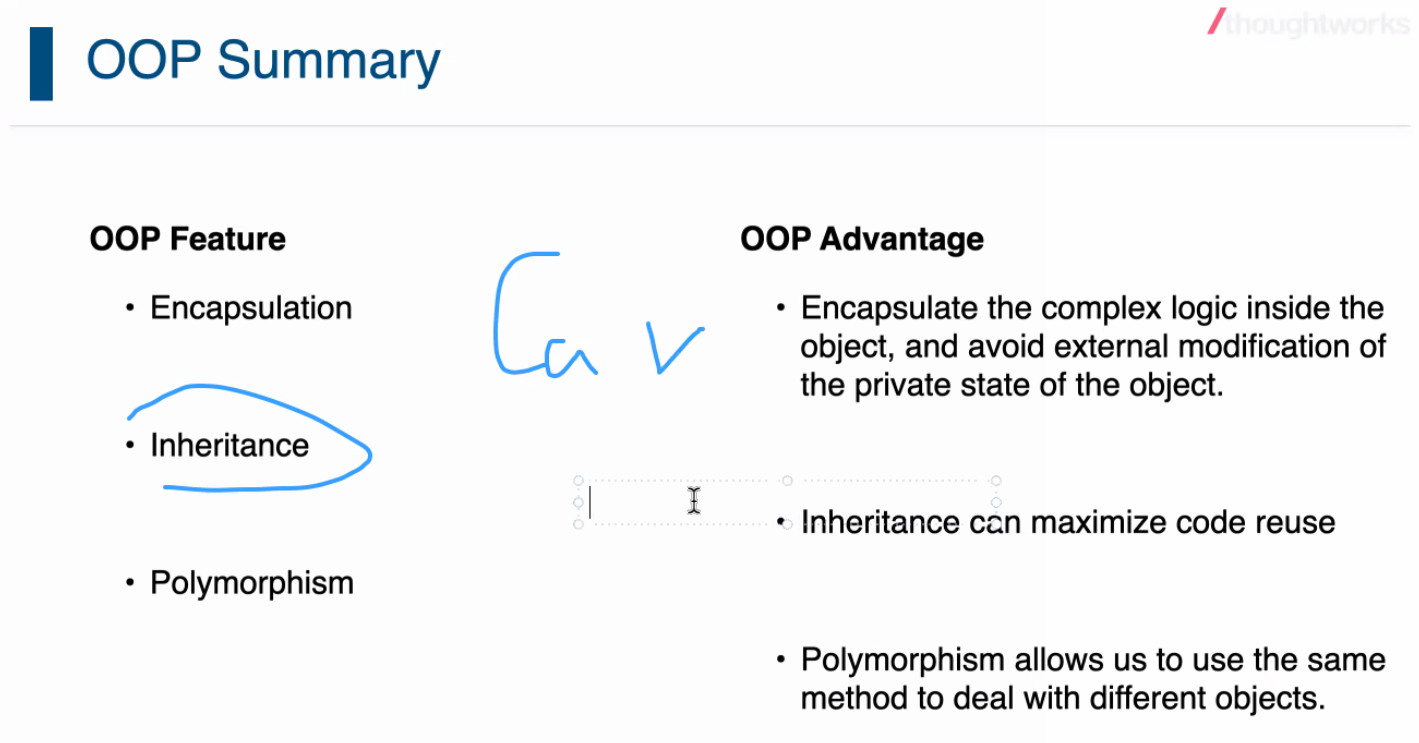 thoughtworks
OOP Summary
OOP Feature
• Encapsulation
• Inheritance
• Polymorphism
Car
OOP Advantage
• Encapsulate the complex logic inside the
object, and avoid external modification of
the private state of the object.
• Inheritance can maximize code reuse
• Polymorphism allows us to use the same
method to deal with different objects.